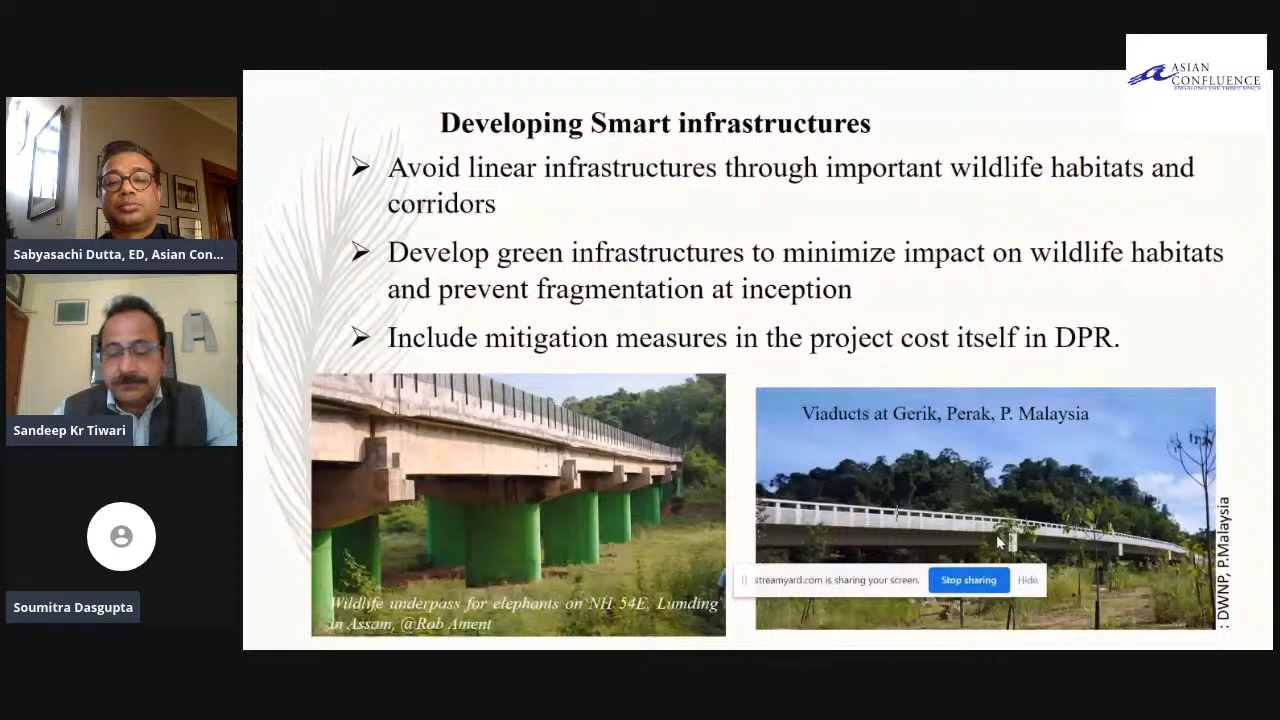 ASIAN
CONFLUENCE
Developing Smart infrastructures
Avoid linear infrastructures through important wildlife habitats and
corridors
Develop green infrastructures to minimize impact on wildlife habitats
and prevent fragmentation at inception
Include mitigation measures in the project cost itself in DPR.
Sabyasachi Dutta, ED, Asian Con...
Sandeep Kr Tiwari
Soumitra Dasgupta
Wildlife underpass for elephants on NH 54E, Lumding
in Assam, @Rob Ament
Viaducts at Gerik, Perak, P. Malaysia
: DWNP, P.Malaysia
streamyard.com is sharing your screen.
Stop sharing
Hide